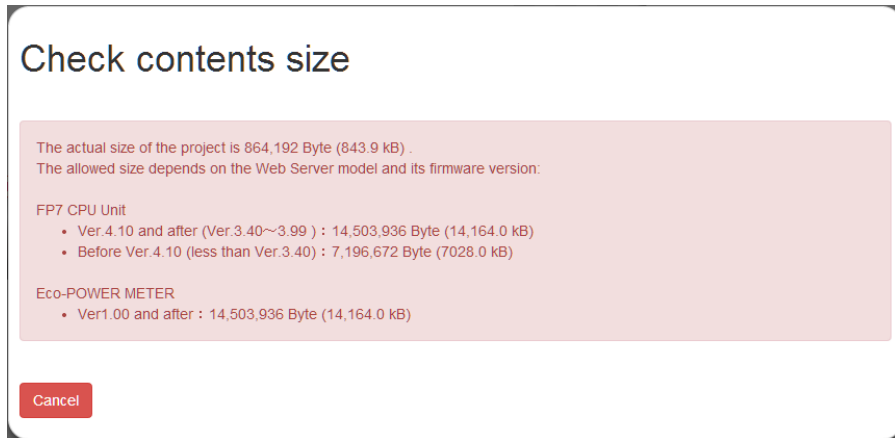 Check contents size
The actual size of the project is 864,192 Byte (843.9 kB) .
The allowed size depends on the Web Server model and its firmware version:
FP7 CPU Unit
• Ver.4.10 and after (Ver.3.40～3.99 )：14,503,936 Byte (14,164.0 kB)
• Before Ver.4.10 (less than Ver.3.40)：7,196,672 Byte (7028.0 kB)
Eco-POWER METER
• Ver1.00 and after：14,503,936 Byte (14,164.0 kB)
Cancel